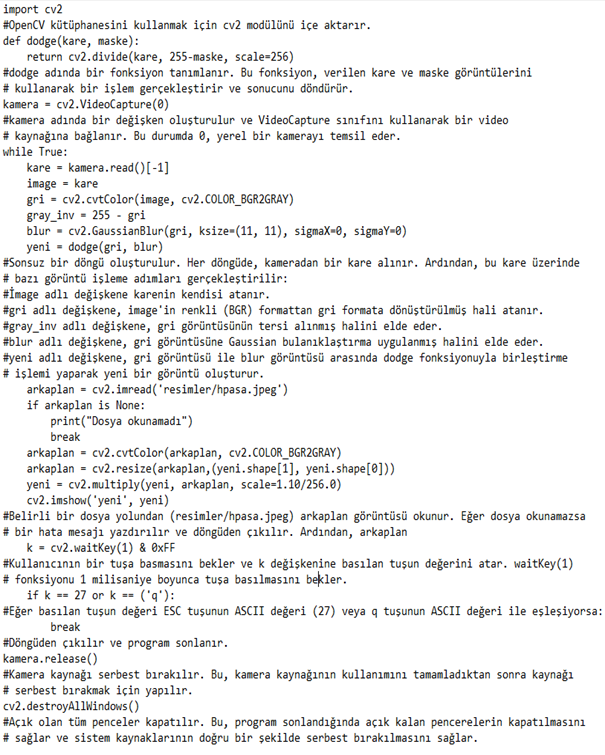 import cv2
#OpenCV kütüphanesini kullanmak için cv2 modülünü içe aktarır.
def dodge(kare, maske):
    return cv2.divide(kare, 255-maske, scale=256)
#dodge adında bir fonksiyon tanımlanır. Bu fonksiyon, verilen kare ve maske görüntülerini
# kullanarak bir işlem gerçekleştirir ve sonucunu döndürür.
kamera = cv2.VideoCapture(0)
#kamera adında bir değişken oluşturulur ve VideoCapture sınıfını kullanarak bir video
# kaynağına bağlanır. Bu durumda 0, yerel bir kamerayı temsil eder.
while True:
    kare = kamera.read()[-1]
    image = kare
    gri = cv2.cvtColor(image, cv2.COLOR_BGR2GRAY)
    gray_inv = 255 - gri
    blur = cv2.GaussianBlur(gri, ksize=(11, 11), sigmaX=0, sigmaY=0)
    yeni = dodge(gri, blur)
#Sonsuz bir döngü oluşturulur. Her döngüde, kameradan bir kare alınır. Ardından, bu kare üzerinde
# bazı görüntü işleme adımları gerçekleştirilir:
#İmage adlı değişkene karenin kendisi atanır.
#gri adlı değişkene, image'in renkli (BGR) formattan gri formata dönüştürülmüş hali atanır.
#gray_inv adlı değişkene, gri görüntüsünün tersi alınmış halini elde eder.
#blur adlı değişkene, gri görüntüsüne Gaussian bulanıklaştırma uygulanmış halini elde eder.
#yeni adlı değişkene, gri görüntüsü ile blur görüntüsü arasında dodge fonksiyonuyla birleştirme
# işlemi yaparak yeni bir görüntü oluşturur.
    arkaplan = cv2.imread('resimler/hpasa.jpeg')
    if arkaplan is None:
        print("Dosya okunamadı")
        break
    arkaplan = cv2.cvtColor(arkaplan, cv2.COLOR_BGR2GRAY)
    arkaplan = cv2.resize(arkaplan,(yeni.shape[1], yeni.shape[0]))
    yeni = cv2.multiply(yeni, arkaplan, scale=1.10/256.0)
    cv2.imshow('yeni', yeni)
#Belirli bir dosya yolundan (resimler/hpasa.jpeg) arkaplan görüntüsü okunur. Eğer dosya okunamazsa
# bir hata mesajı yazdırılır ve döngüden çıkılır. Ardından, arkaplan
    k = cv2.waitKey(1) & 0xFF
#Kullanıcının bir tuşa basmasını bekler ve k değişkenine basılan tuşun değerini atar. waitKey(1)
# fonksiyonu 1 milisaniye boyunca tuşa basılmasını bekler.
    if k == 27 or k == ('q'):
#Eğer basılan tuşun değeri ESC tuşunun ASCII değeri (27) veya q tuşunun ASCII değeri ile eşleşiyorsa:
        break
#Döngüden çıkılır ve program sonlanır.
kamera.release()
#Kamera kaynağı serbest bırakılır. Bu, kamera kaynağının kullanımını tamamladıktan sonra kaynağı
# serbest bırakmak için yapılır.
cv2.destroyAllWindows()
#Açık olan tüm penceler kapatılır. Bu, program sonlandığında açık kalan pencerelerin kapatılmasını
# sağlar ve sistem kaynaklarının doğru bir şekilde serbest bırakılmasını sağlar.